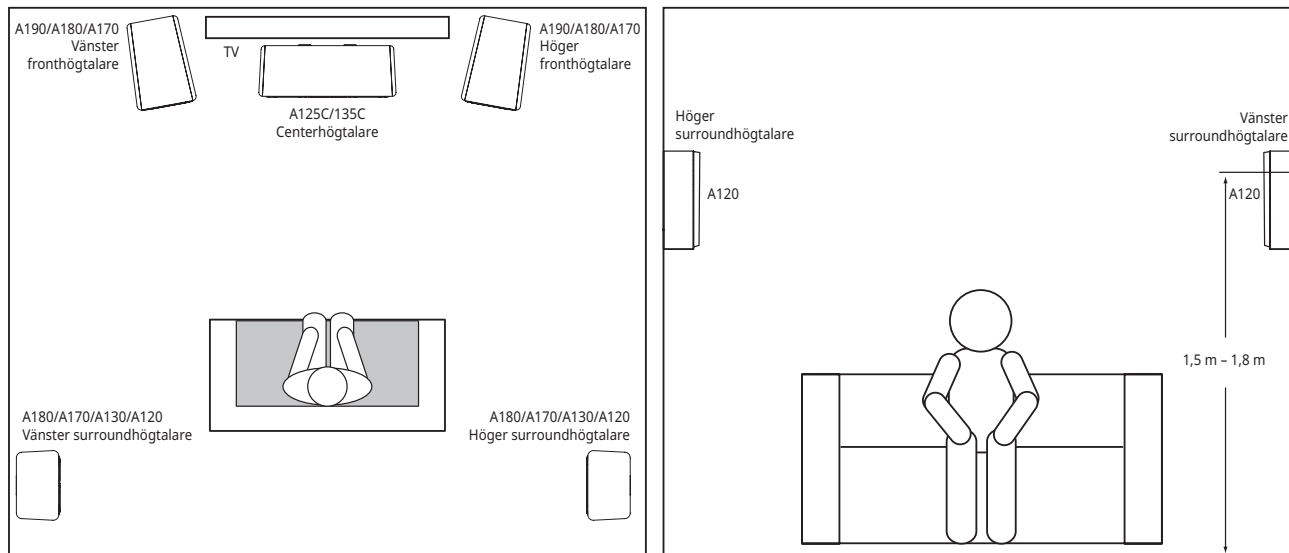 A190/A180/A170
Vänster
fronthögtalare
TV
A190/A180/A170
Höger
fronthögtalare
A125C/135C
Centerhögtalare
A180/A170/A130/A120
Vänster surroundhögtalare
A180/A170/A130/A120
Höger surroundhögtalare
Höger
surroundhögtalare
A120
Vänster
surroundhögtalare
A120
1,5 m – 1,8 m